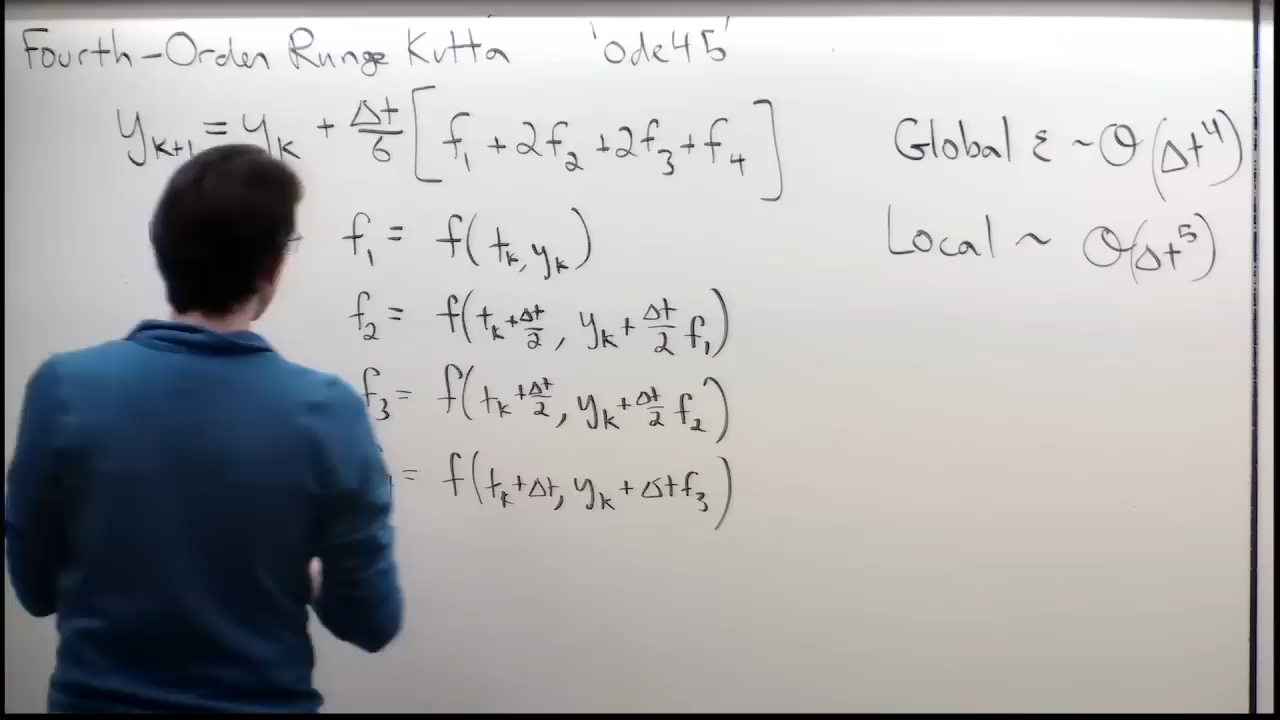 Fourth-Order Runge Kutta 'ode45'
y_{k+1} = y_k + Δt/6 [f_1 + 2f_2 + 2f_3 + f_4]
Global ε ~ O(Δt^4)
Local ~ O(Δt^5)
f_1 = f(t_k, y_k)
f_2 = f(t_k + Δt/2, y_k + Δt/2 f_1)
f_3 = f(t_k + Δt/2, y_k + Δt/2 f_2)
= f(t_k + Δt, y_k + Δt f_3)